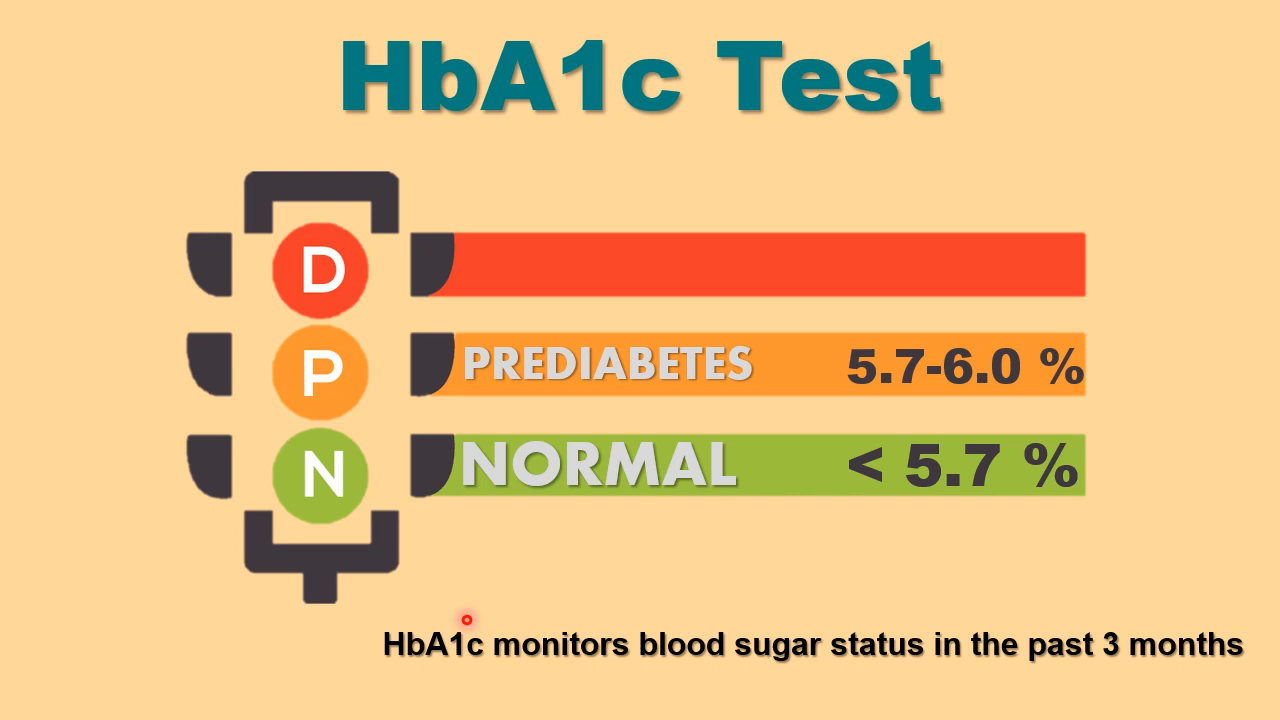 HbA1c Test
D
P
PREDIABETES 5.7-6.0 %
N
NORMAL < 5.7 %
HbA1c monitors blood sugar status in the past 3 months